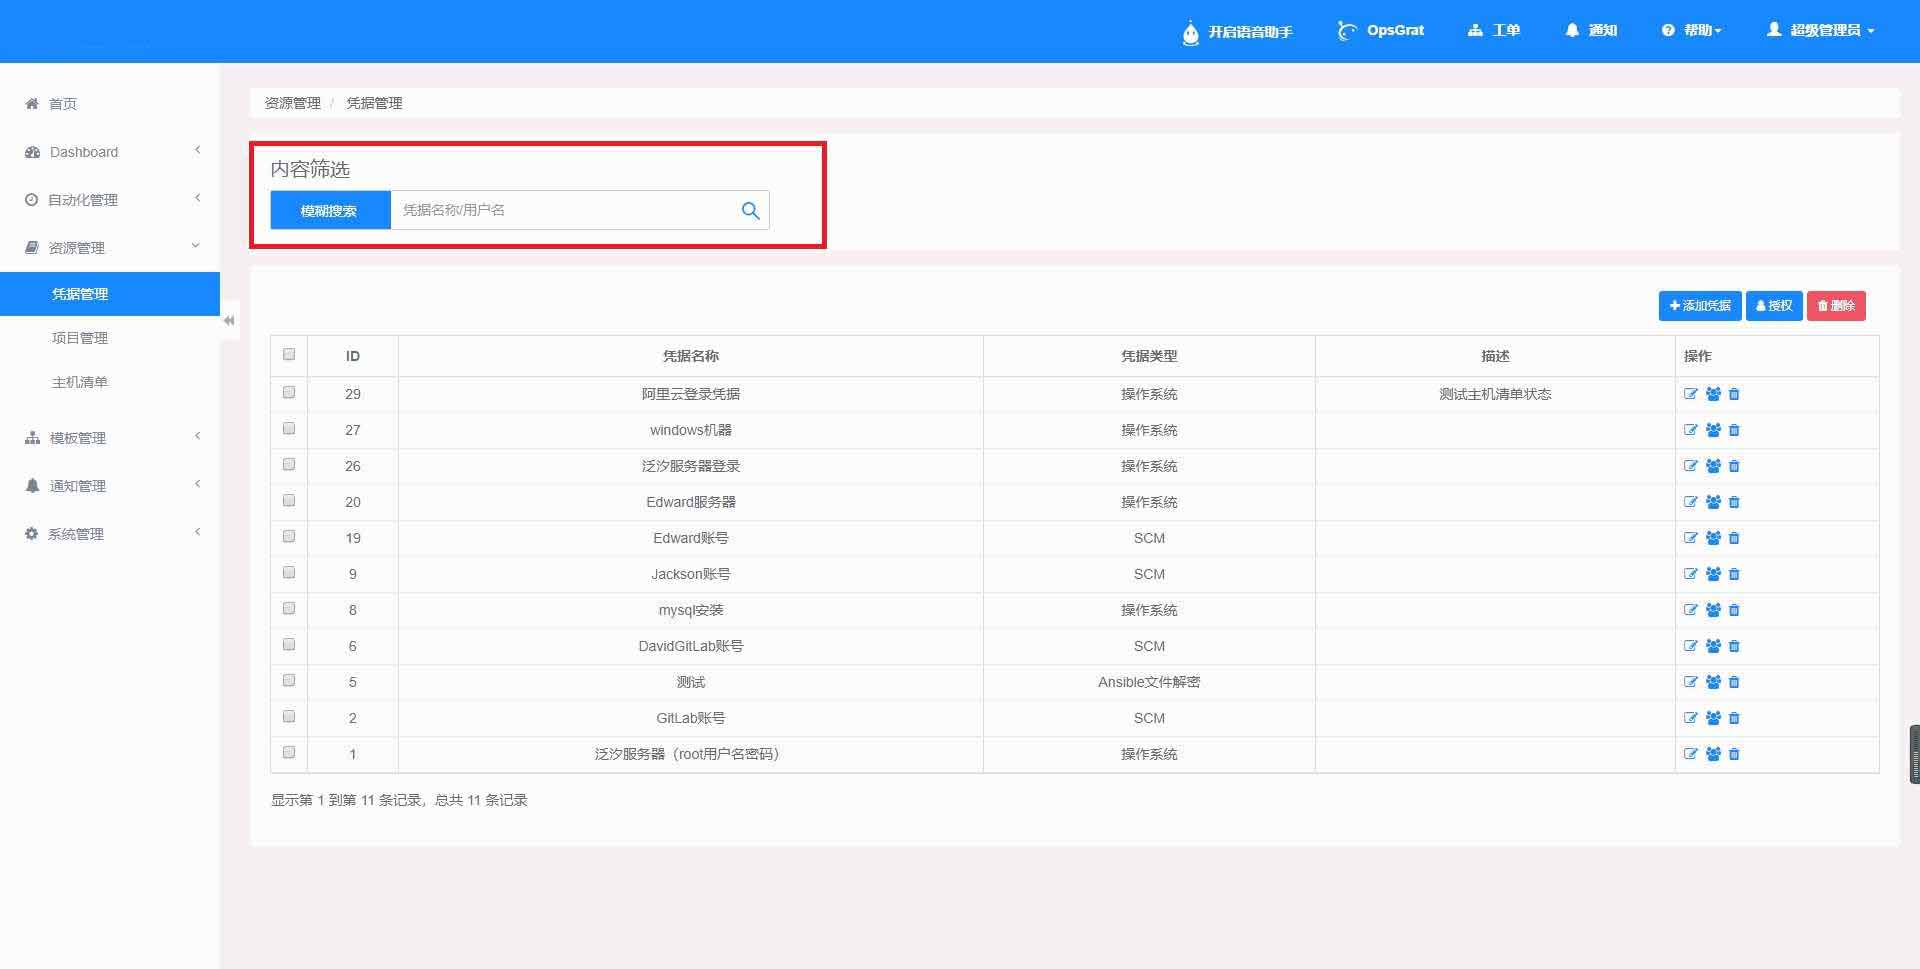 开启语音助手 OpsGrat 工单 通知 帮助 超级管理员
首页
Dashboard
自动化管理
资源管理
凭据管理
项目管理
主机清单
模板管理
通知管理
系统管理
资源管理 / 凭据管理
内容筛选
模糊搜索 凭据名称/用户名
添加凭据 授权 删除
ID 凭据名称 凭据类型 描述 操作
29 阿里云登录凭据 操作系统 测试主机清单状态
27 windows机器 操作系统
26 泛汐服务器登录 操作系统
20 Edward服务器 操作系统
19 Edward账号 SCM
9 Jackson账号 SCM
8 mysql安装 操作系统
6 DavidGitLab账号 SCM
5 测试 Ansible文件解密
2 GitLab账号 SCM
1 泛汐服务器（root用户名密码） 操作系统
显示第 1 到第 11 条记录，总共 11 条记录